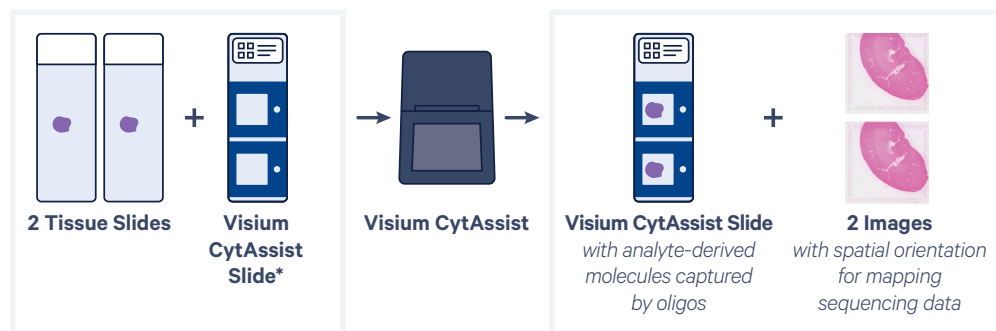 2 Tissue Slides
Visium
CytAssist
Slide*
Visium CytAssist
Visium CytAssist Slide
with analyte-derived
molecules captured
by oligos
2 Images
with spatial orientation
for mapping
sequencing data